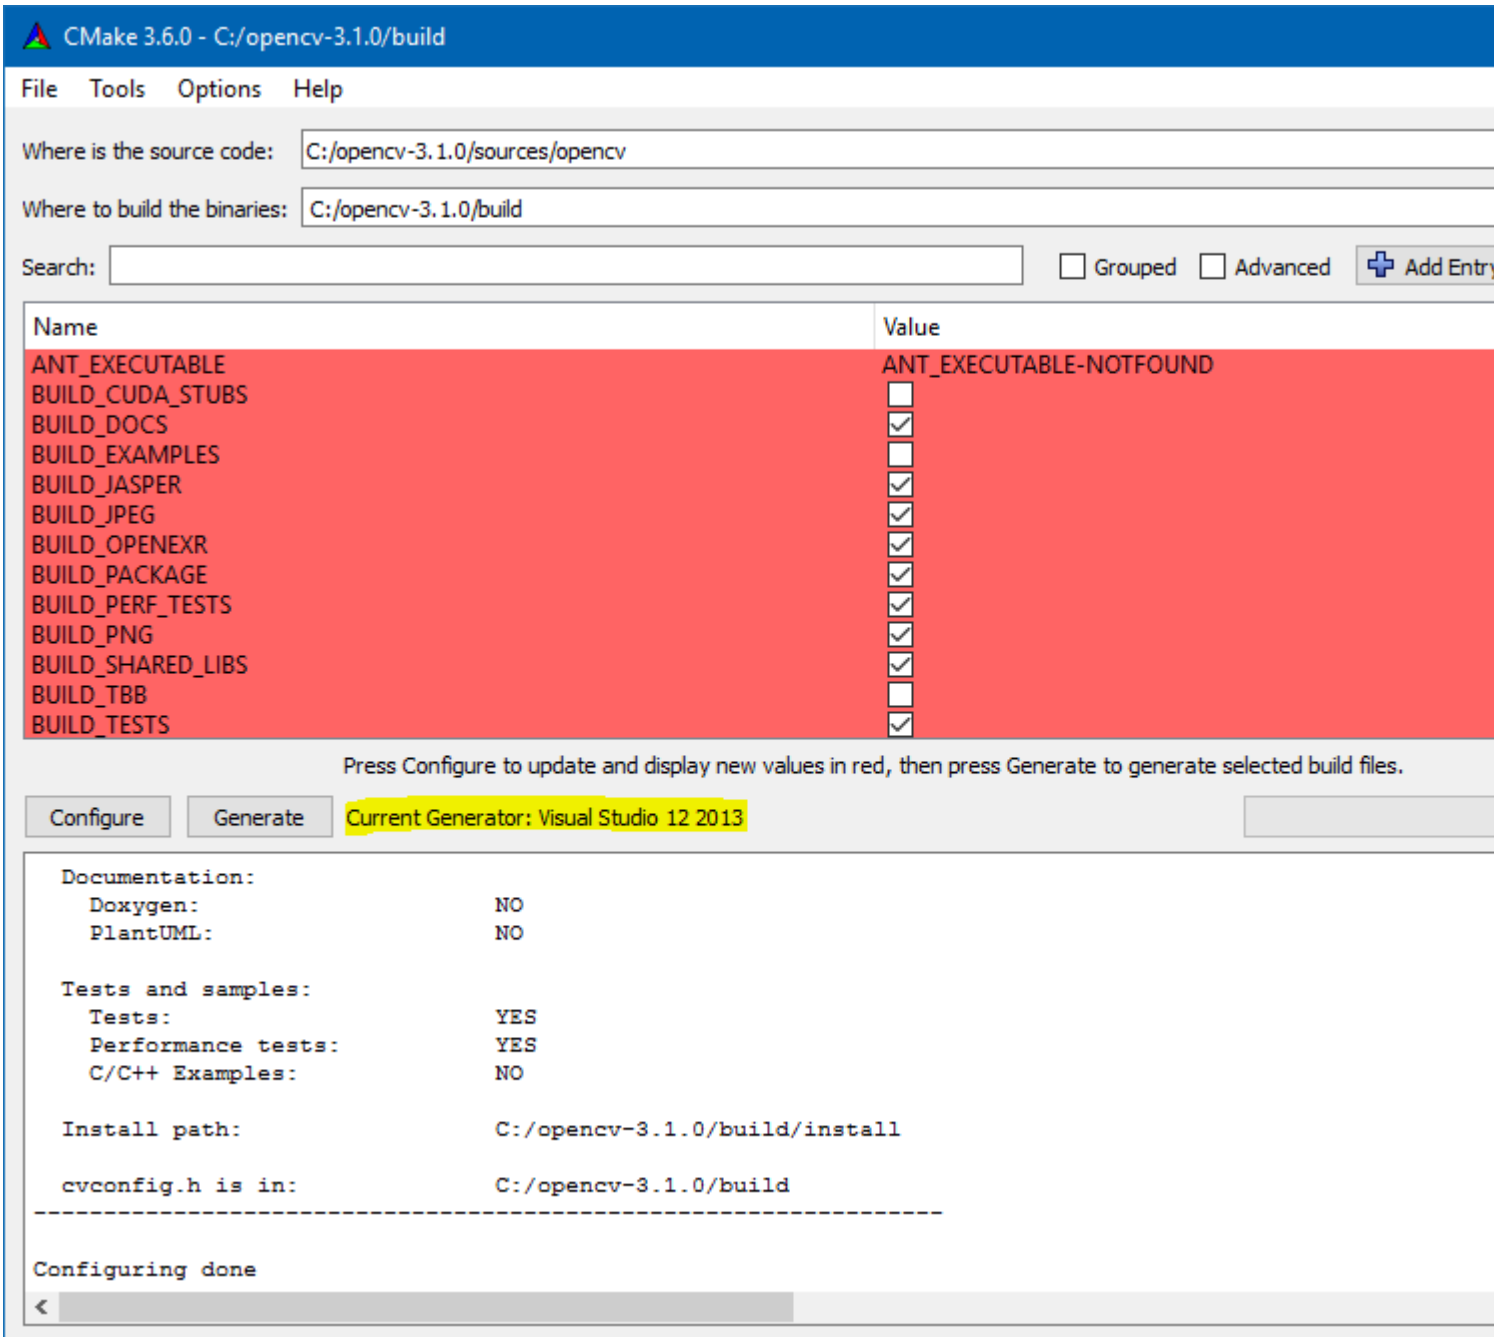 CMake 3.6.0 - C:/opencv-3.1.0/build
File Tools Options Help
Where is the source code: C:/opencv-3.1.0/sources/opencv
Where to build the binaries: C:/opencv-3.1.0/build
Search: Grouped Advanced Add Entry
Name Value
ANT_EXECUTABLE ANT_EXECUTABLE-NOTFOUND
BUILD_CUDA_STUBS
BUILD_DOCS
BUILD_EXAMPLES
BUILD_JASPER
BUILD_JPEG
BUILD_OPENEXR
BUILD_PACKAGE
BUILD_PERF_TESTS
BUILD_PNG
BUILD_SHARED_LIBS
BUILD_TBB
BUILD_TESTS
Press Configure to update and display new values in red, then press Generate to generate selected build files.
Configure Generate Current Generator: Visual Studio 12 2013
Documentation:
Doxygen: NO
PlantUML: NO
Tests and samples:
Tests: YES
Performance tests: YES
C/C++ Examples: NO
Install path: C:/opencv-3.1.0/build/install
cvconfig.h is in: C:/opencv-3.1.0/build
-----------------------------------------------------------------
Configuring done